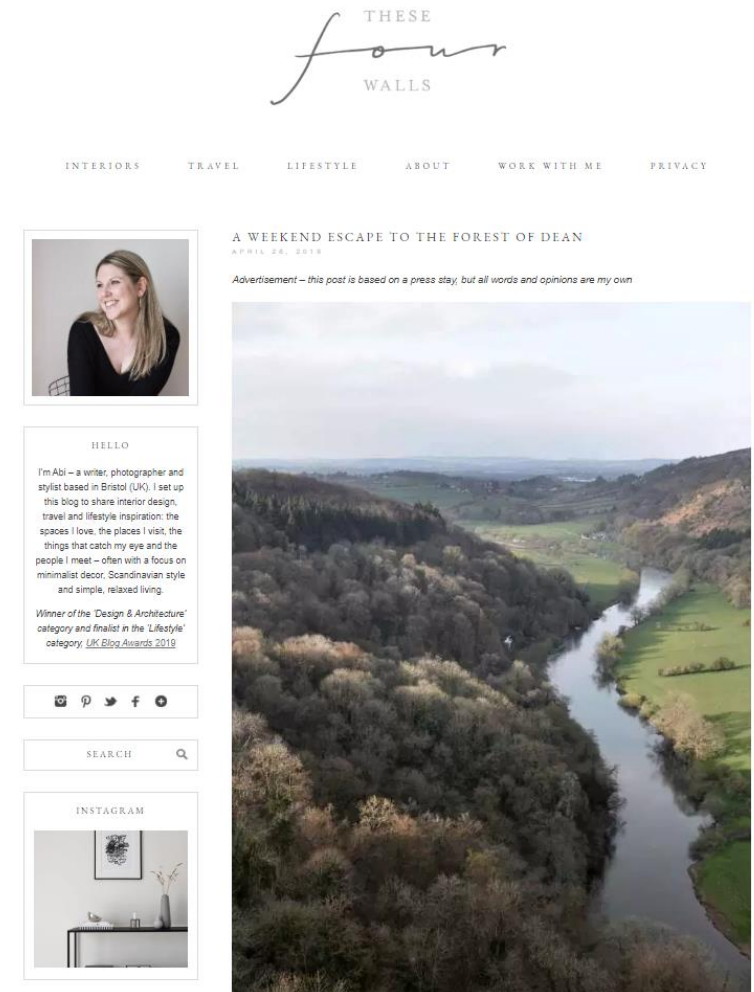 THESE
four
WALLS
INTERIORS TRAVEL LIFESTYLE ABOUT WORK WITH ME PRIVACY
HELLO
I'm Abi – a writer, photographer and
stylist based in Bristol (UK). I set up
this blog to share interior design,
travel and lifestyle inspiration: the
spaces I love, the places I visit, the
things that catch my eye and the
people I meet – often with a focus on
minimalist decor, Scandinavian style
and simple, relaxed living.
Winner of the 'Design & Architecture'
category and finalist in the 'Lifestyle'
category, UK Blog Awards 2019
SEARCH
INSTAGRAM
A WEEKEND ESCAPE TO THE FOREST OF DEAN
APRIL 28, 2019
Advertisement – this post is based on a press stay, but all words and opinions are my own